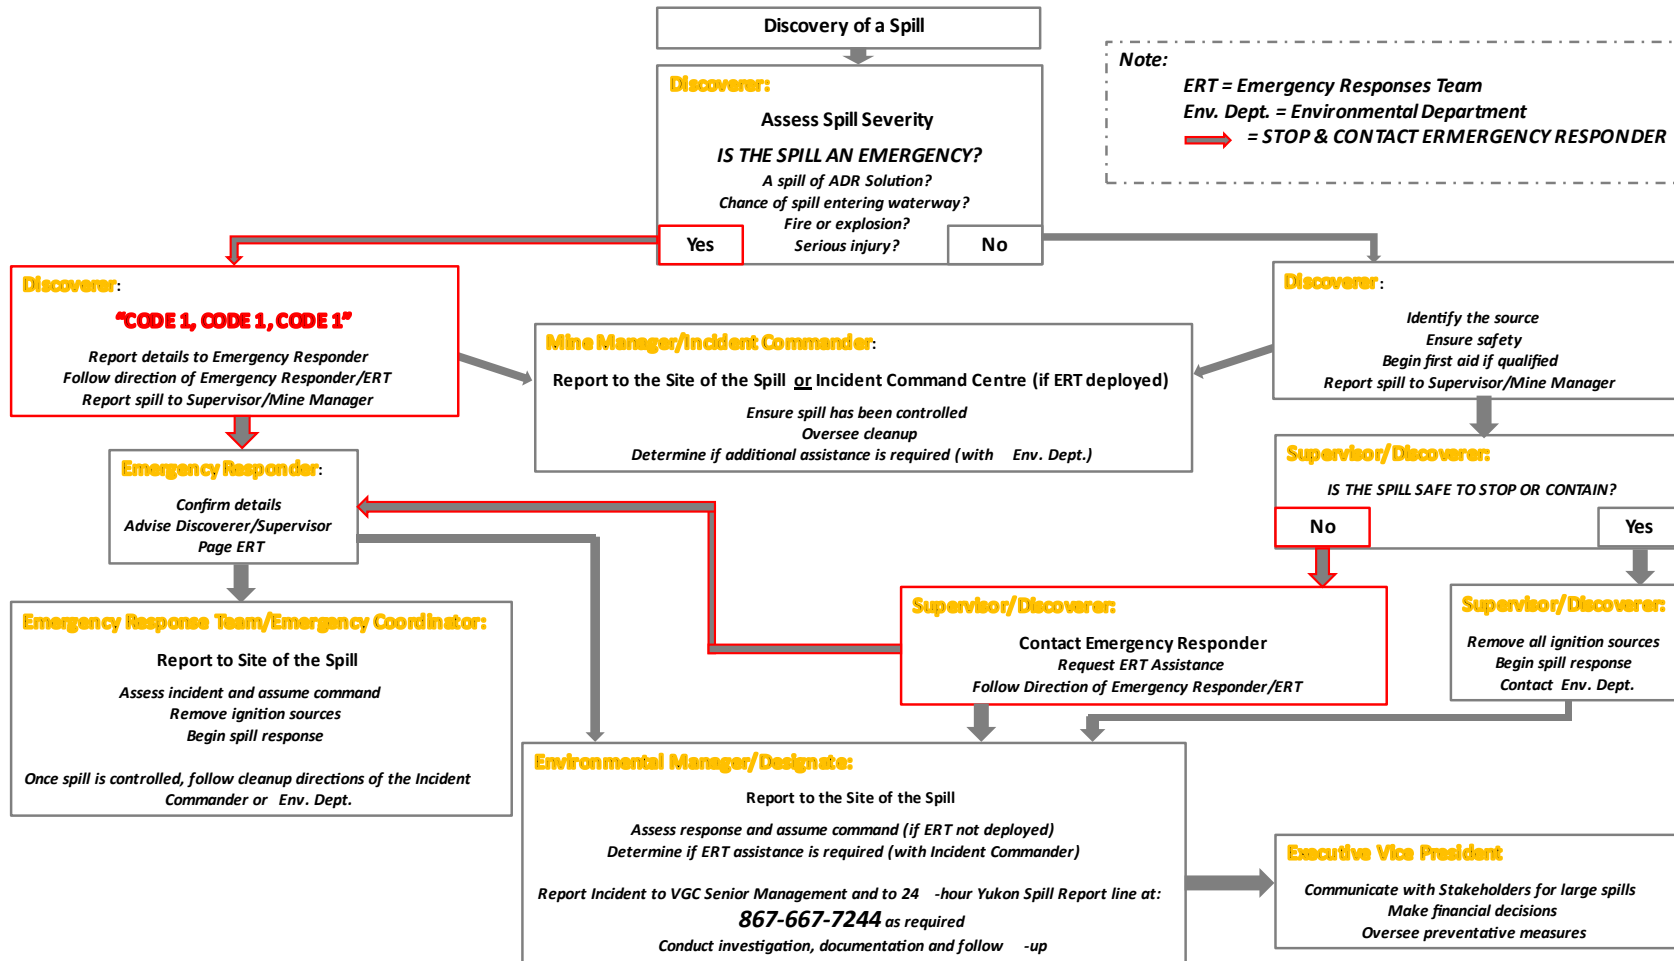 Discovery of a Spill
Note:
ERT = Emergency Responses Team
Env. Dept. = Environmental Department
= STOP & CONTACT ERMERGENCY RESPONDER
Discoverer:
Assess Spill Severity
IS THE SPILL AN EMERGENCY?
A spill of ADR Solution?
Chance of spill entering waterway?
Fire or explosion?
Serious injury?
Yes
No
Discoverer:
"CODE 1, CODE 1, CODE 1"
Report details to Emergency Responder
Follow direction of Emergency Responder/ERT
Report spill to Supervisor/Mine Manager
Mine Manager/Incident Commander:
Report to the Site of the Spill or Incident Command Centre (if ERT deployed)
Ensure spill has been controlled
Oversee cleanup
Determine if additional assistance is required (with Env. Dept.)
Discoverer:
Identify the source
Ensure safety
Begin first aid if qualified
Report spill to Supervisor/Mine Manager
Emergency Responder:
Confirm details
Advise Discoverer/Supervisor
Page ERT
Supervisor/Discoverer:
IS THE SPILL SAFE TO STOP OR CONTAIN?
No
Yes
Emergency Response Team/Emergency Coordinator:
Report to Site of the Spill
Assess incident and assume command
Remove ignition sources
Begin spill response
Once spill is controlled, follow cleanup directions of the Incident
Commander or Env. Dept.
Supervisor/Discoverer:
Contact Emergency Responder
Request ERT Assistance
Follow Direction of Emergency Responder/ERT
Supervisor/Discoverer:
Remove all ignition sources
Begin spill response
Contact Env. Dept.
Environmental Manager/Designate:
Report to the Site of the Spill
Assess response and assume command (if ERT not deployed)
Determine if ERT assistance is required (with Incident Commander)
Report Incident to VGC Senior Management and to 24 -hour Yukon Spill Report line at:
867-667-7244 as required
Conduct investigation, documentation and follow -up
Executive Vice President
Communicate with Stakeholders for large spills
Make financial decisions
Oversee preventative measures